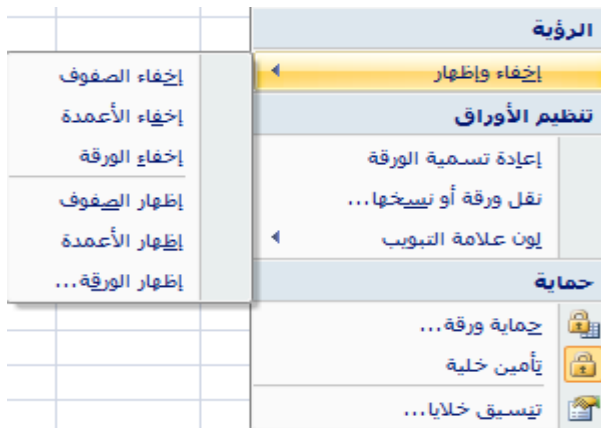 الرؤية
إخفاء وإظهار
تنظيم الأوراق
إعادة تسمية الورقة
نقل ورقة أو نسخها...
لون علامة التبويب
حماية
حماية ورقة...
تأمين خلية
تنسيق خلايا...
إخفاء الصفوف
إخفاء الأعمدة
إخفاء الورقة
إظهار الصفوف
إظهار الأعمدة
إظهار الورقة...